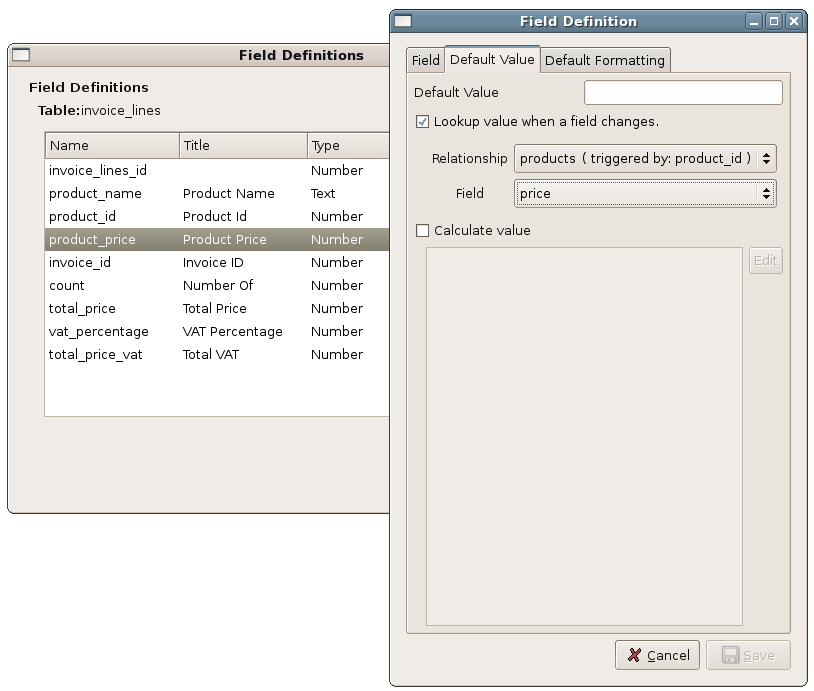 Field Definitions
Field Definitions
Table:invoice_lines
Name Title Type
invoice_lines_id Number
product_name Product Name Text
product_id Product Id Number
product_price Product Price Number
invoice_id Invoice ID Number
count Number Of Number
total_price Total Price Number
vat_percentage VAT Percentage Number
total_price_vat Total VAT Number
Field Definition
Field Default Value Default Formatting
Default Value
Lookup value when a field changes.
Relationship products ( triggered by: product_id )
Field price
Calculate value
Edit
Cancel Save